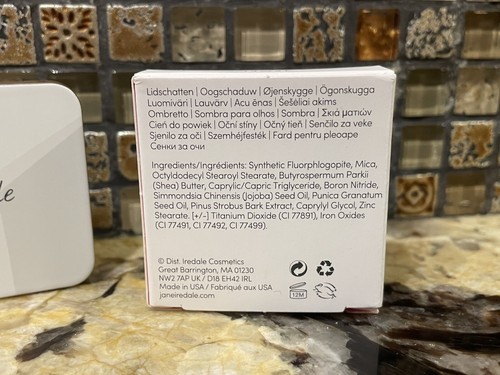 Lidschatten | Oogschaduw | Øjenskygge | Ögonskugga
Luomiväri | Lauvärv | Acu ēnas | Šešėliai akims
Ombretto | Sombra para olhos | Sombra | Σκιά ματιών
Cień do powiek | Oční stíny | Očný tieň | Senčilo za veke
Sjenilo za oči | Szemhéjfesték | Fard pentru pleoape
Сенки за очи
Ingredients/Ingrédients: Synthetic Fluorphlogopite, Mica,
Octyldodecyl Stearoyl Stearate, Butyrospermum Parkii
(Shea) Butter, Caprylic/Capric Triglyceride, Boron Nitride,
Simmondsia Chinensis (Jojoba) Seed Oil, Punica Granatum
Seed Oil, Pinus Strobus Bark Extract, Caprylyl Glycol, Zinc
Stearate. [+/-] Titanium Dioxide (CI 77891), Iron Oxides
(CI 77491, CI 77492, CI 77499).
© Dist. Iredale Cosmetics
Great Barrington, MA 01230
NW2 7AP UK / D18 EH42 IRL
Made in USA / Fabriqué aux USA
janeiredale.com
12M